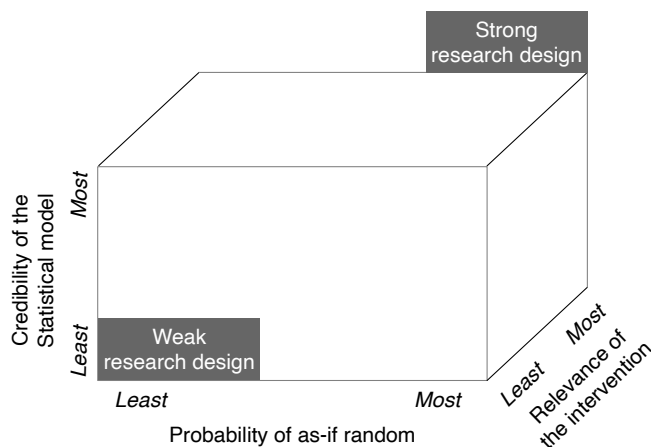 Strong
research design
Credibility of the
Statistical model
Most
Least
Weak
research design
Least
Most
Probability of as-if random
Least
Most
Relevance of
the intervention